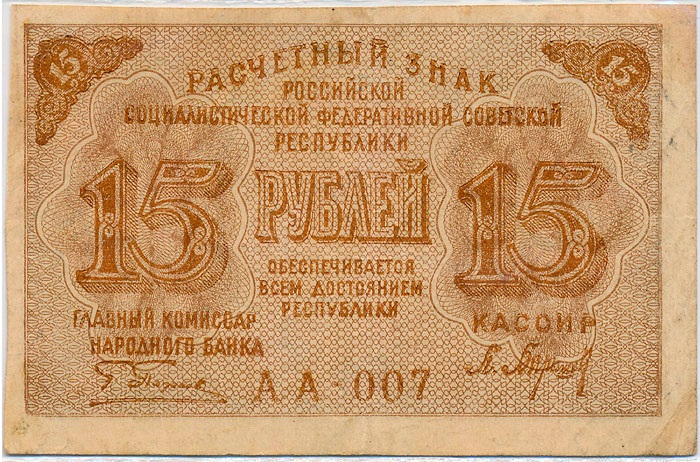 15 15
РАСЧЕТНЫЙ ЗНАК
РОССИЙСКОЙ
СОЦИАЛИСТИЧЕСКОЙ ФЕДЕРАТИВНОЙ СОВЕТСКОЙ
РЕСПУБЛИКИ
15 РУБЛЕЙ 15
ОБЕСПЕЧИВАЕТСЯ
ВСЕМ ДОСТОЯНИЕМ
РЕСПУБЛИКИ
ГЛАВНЫЙ КОМИССАР
НАРОДНОГО БАНКА
КАССИР
АА-007